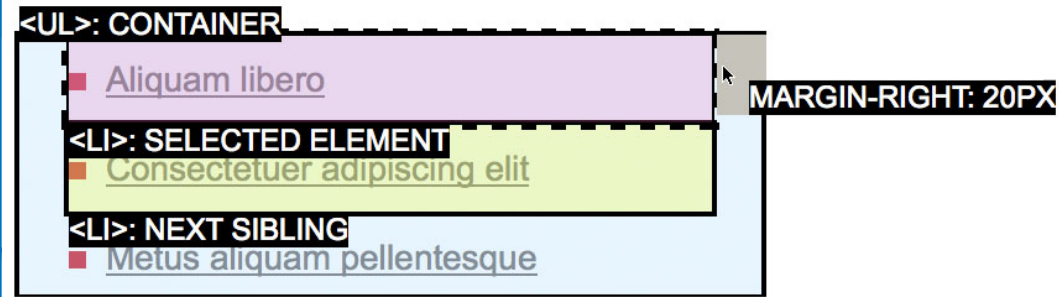 <UL>: CONTAINER
Aliquam libero
MARGIN-RIGHT: 20PX
<LI>: SELECTED ELEMENT
Consectetuer adipiscing elit
<LI>: NEXT SIBLING
Metus aliquam pellentesque